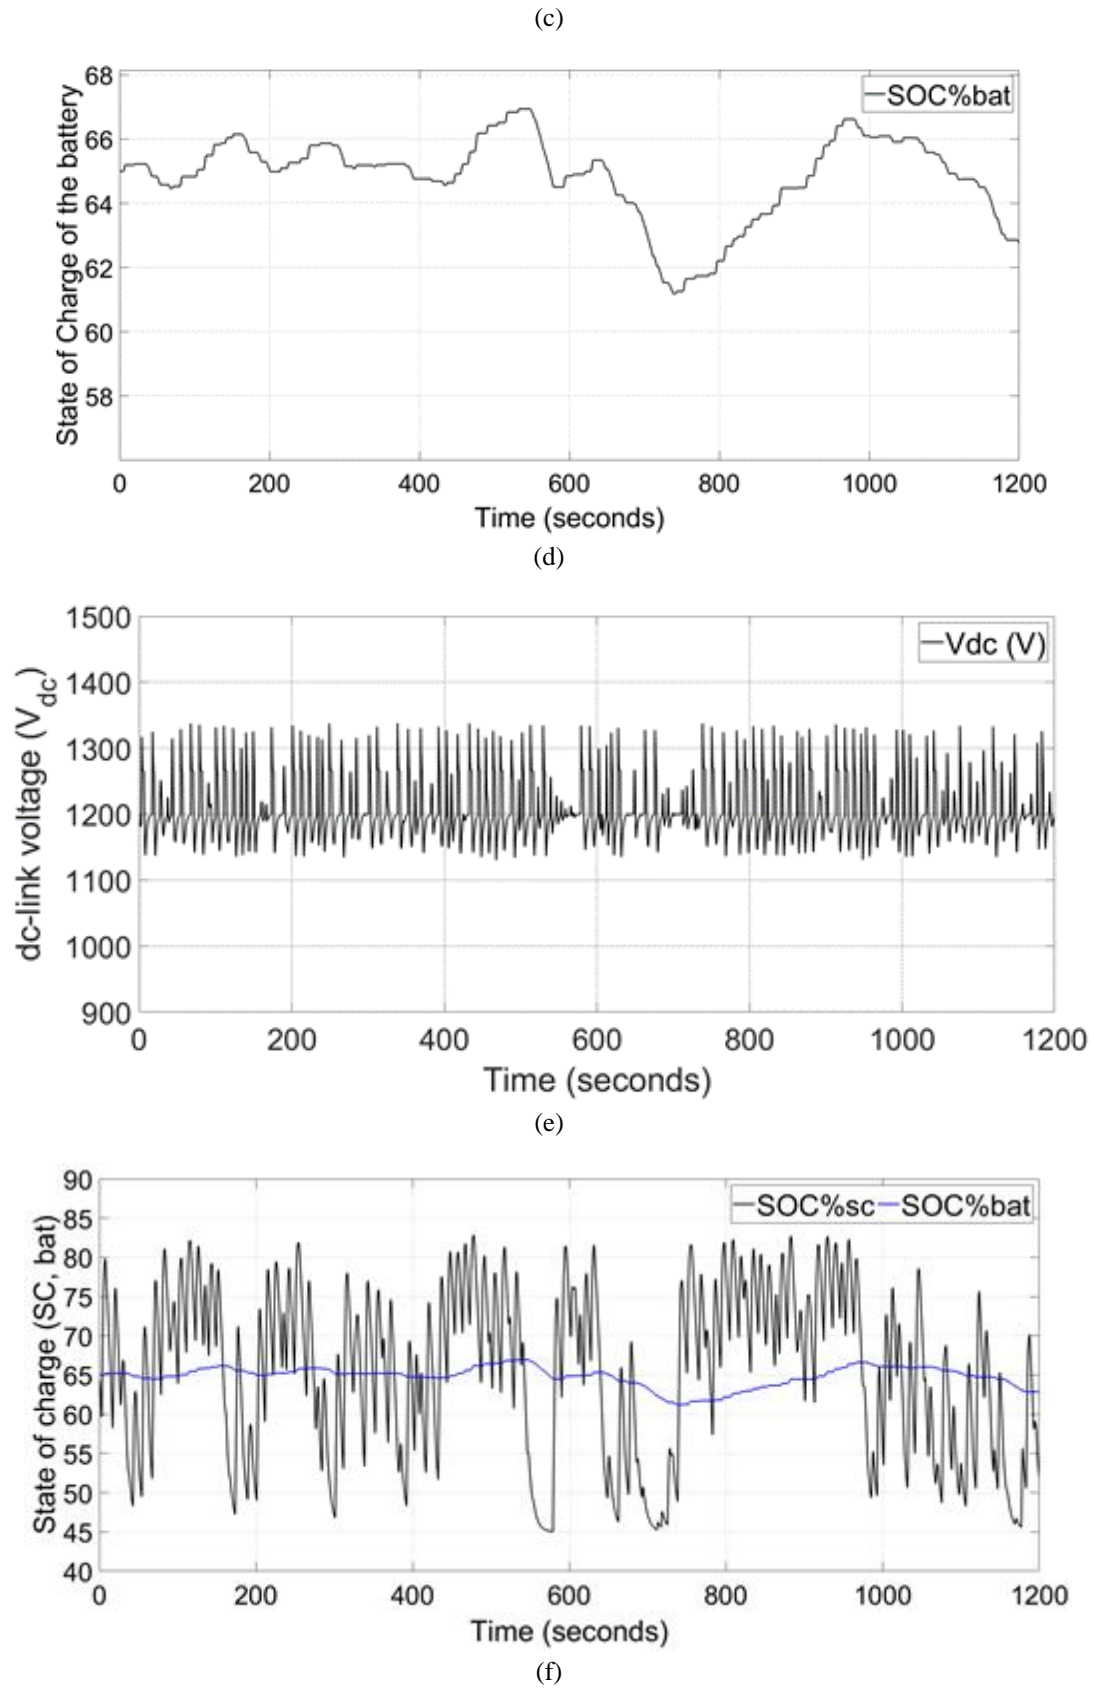 (c)
State of Charge of the battery
68
66
64
62
60
58
SOC%bat
0 200 400 600 800 1000 1200
Time (seconds)
(d)
dc-link voltage (Vdc)
1500
1400
1300
1200
1100
1000
900
Vdc (V)
0 200 400 600 800 1000 1200
Time (seconds)
(e)
State of charge (SC, bat)
90
85
80
75
70
65
60
55
50
45
40
SOC%sc SOC%bat
0 200 400 600 800 1000 1200
Time (seconds)
(f)